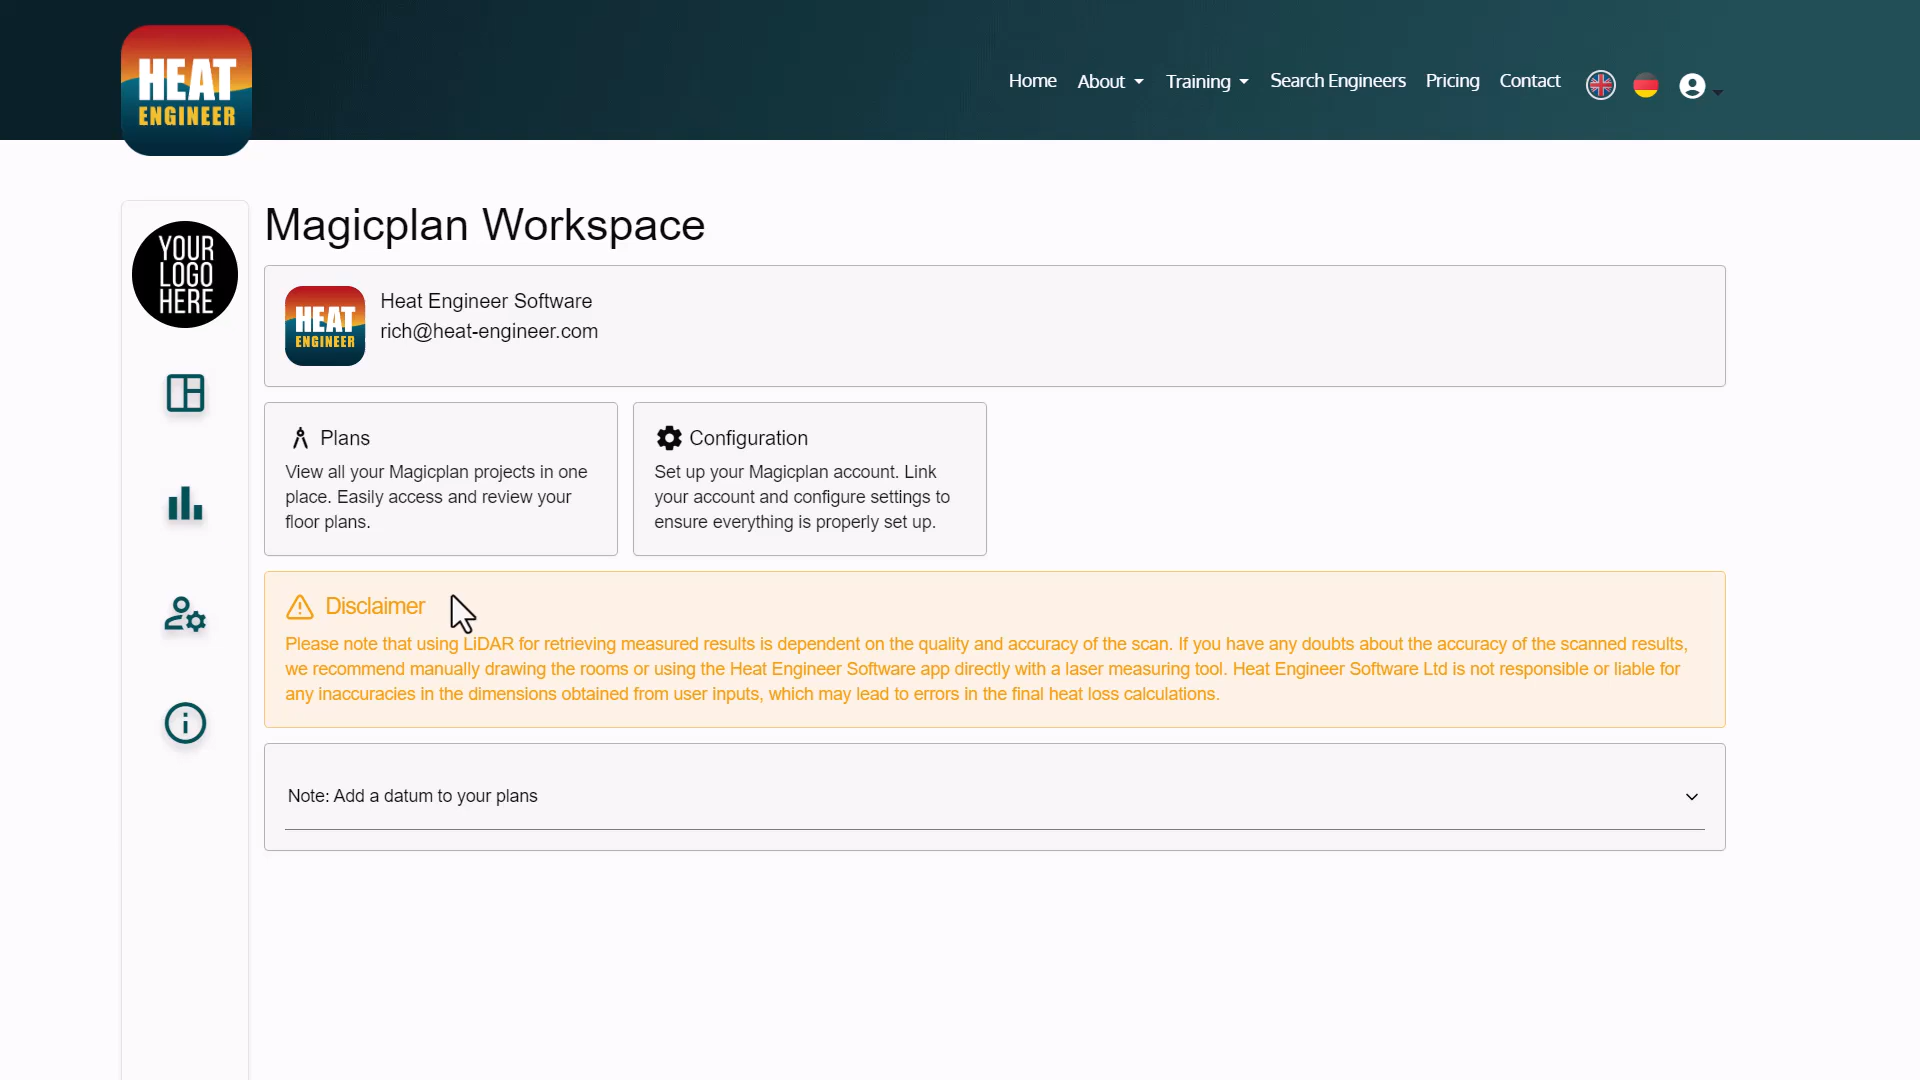 HEAT
ENGINEER
Home About Training Search Engineers Pricing Contact
YOUR
LOGO
HERE
Magicplan Workspace
HEAT
ENGINEER
Heat Engineer Software
rich@heat-engineer.com
Plans
View all your Magicplan projects in one
place. Easily access and review your
floor plans.
Configuration
Set up your Magicplan account. Link
your account and configure settings to
ensure everything is properly set up.
Disclaimer
Please note that using LiDAR for retrieving measured results is dependent on the quality and accuracy of the scan. If you have any doubts about the accuracy of the scanned results,
we recommend manually drawing the rooms or using the Heat Engineer Software app directly with a laser measuring tool. Heat Engineer Software Ltd is not responsible or liable for
any inaccuracies in the dimensions obtained from user inputs, which may lead to errors in the final heat loss calculations.
Note: Add a datum to your plans